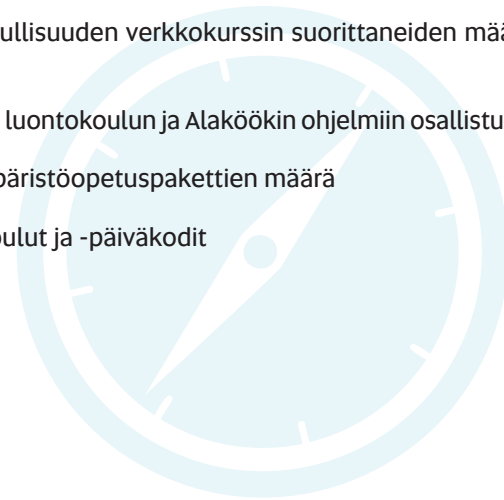 ullisuuden verkkokurssin suorittaneiden mää
luontokoulun ja Alaköökin ohjelmiin osallistu
päristöopetuspakettien määrä
oulut ja -päiväkodit